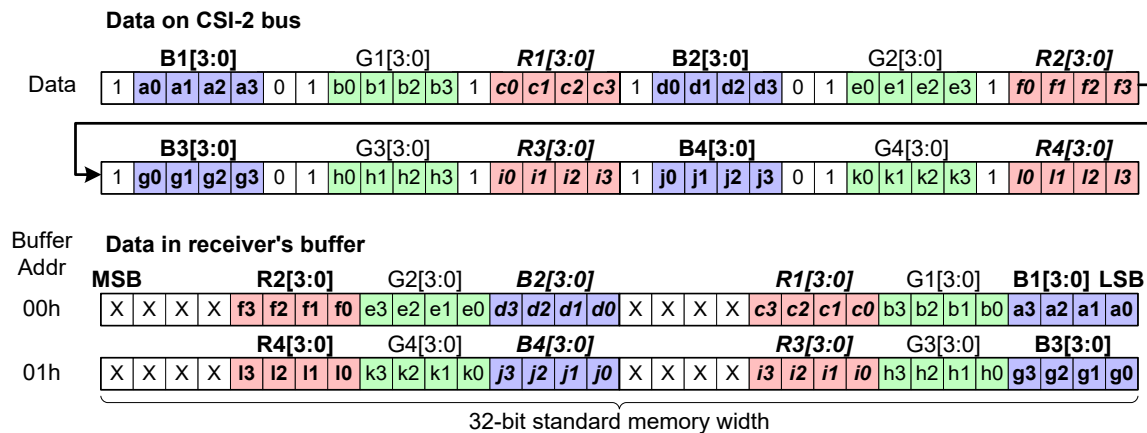 Data on CSI-2 bus
B1[3:0] G1[3:0] R1[3:0] B2[3:0] G2[3:0] R2[3:0]
Data 1 a0 a1 a2 a3 0 1 b0 b1 b2 b3 1 c0 c1 c2 c3 1 d0 d1 d2 d3 0 1 e0 e1 e2 e3 1 f0 f1 f2 f3
B3[3:0] G3[3:0] R3[3:0] B4[3:0] G4[3:0] R4[3:0]
1 g0 g1 g2 g3 0 1 h0 h1 h2 h3 1 i0 i1 i2 i3 1 j0 j1 j2 j3 0 1 k0 k1 k2 k3 1 l0 l1 l2 l3
Buffer Addr
Data in receiver's buffer
MSB R2[3:0] G2[3:0] B2[3:0] R1[3:0] G1[3:0] B1[3:0] LSB
00h X X X X f3 f2 f1 f0 e3 e2 e1 e0 d3 d2 d1 d0 X X X X c3 c2 c1 c0 b3 b2 b1 b0 a3 a2 a1 a0
R4[3:0] G4[3:0] B4[3:0] R3[3:0] G3[3:0] B3[3:0]
01h X X X X l3 l2 l1 l0 k3 k2 k1 k0 j3 j2 j1 j0 X X X X i3 i2 i1 i0 h3 h2 h1 h0 g3 g2 g1 g0
32-bit standard memory width